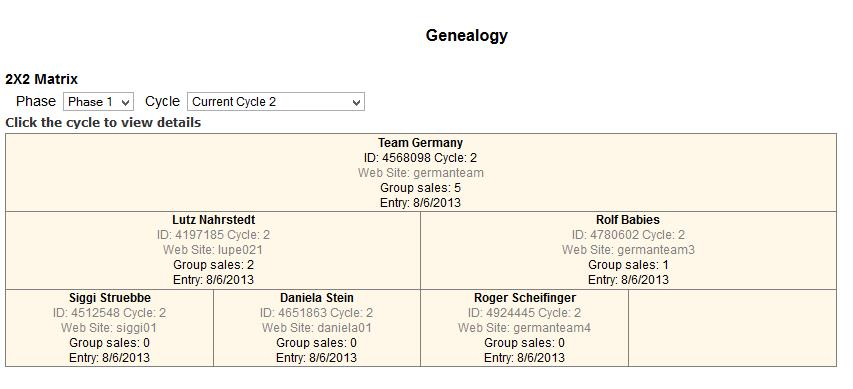 Genealogy
2X2 Matrix
Phase Phase 1 Cycle Current Cycle 2
Click the cycle to view details
Team Germany
ID: 4568098 Cycle: 2
Web Site: germanteam
Group sales: 5
Entry: 8/6/2013
Lutz Nahrstedt
ID: 4197185 Cycle: 2
Web Site: lupe021
Group sales: 2
Entry: 8/6/2013
Rolf Babies
ID: 4780602 Cycle: 2
Web Site: germanteam3
Group sales: 1
Entry: 8/6/2013
Siggi Struebbe
ID: 4512548 Cycle: 2
Web Site: siggi01
Group sales: 0
Entry: 8/6/2013
Daniela Stein
ID: 4651863 Cycle: 2
Web Site: daniela01
Group sales: 0
Entry: 8/6/2013
Roger Scheifinger
ID: 4924445 Cycle: 2
Web Site: germanteam4
Group sales: 0
Entry: 8/6/2013